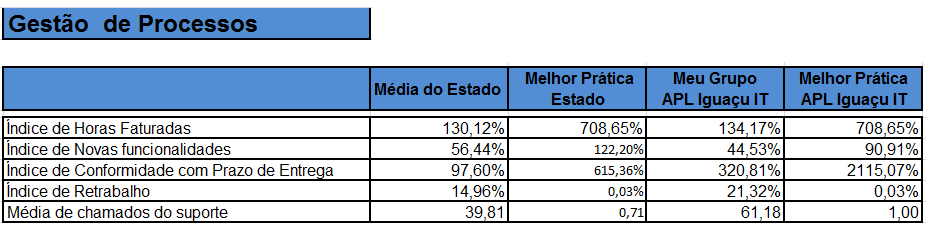 Gestão de Processos
Média do Estado Melhor Prática Estado Meu Grupo APL Iguaçu IT Melhor Prática APL Iguaçu IT
Índice de Horas Faturadas 130,12% 708,65% 134,17% 708,65%
Índice de Novas funcionalidades 56,44% 122,20% 44,53% 90,91%
Índice de Conformidade com Prazo de Entrega 97,60% 615,36% 320,81% 2115,07%
Índice de Retrabalho 14,96% 0,03% 21,32% 0,03%
Média de chamados do suporte 39,81 0,71 61,18 1,00